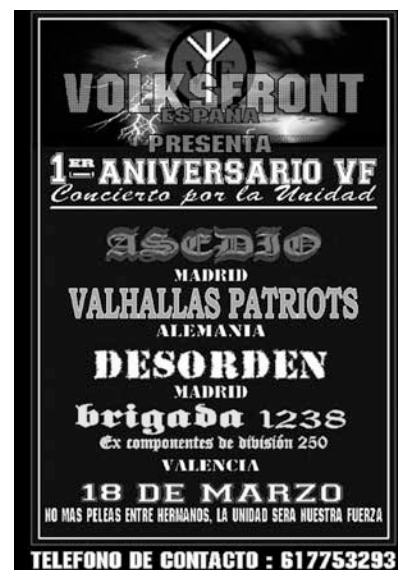 VF
VOLKSFRONT
ESPAÑA
PRESENTA
1ER ANIVERSARIO VF
Concierto por la Unidad
ASEDIO
MADRID
VALHALLAS PATRIOTS
ALEMANIA
DESORDEN
MADRID
brigada 1238
Ex componentes de división 250
VALENCIA
18 DE MARZO
NO MAS PELEAS ENTRE HERMANOS, LA UNIDAD SERA NUESTRA FUERZA
TELEFONO DE CONTACTO : 617753293